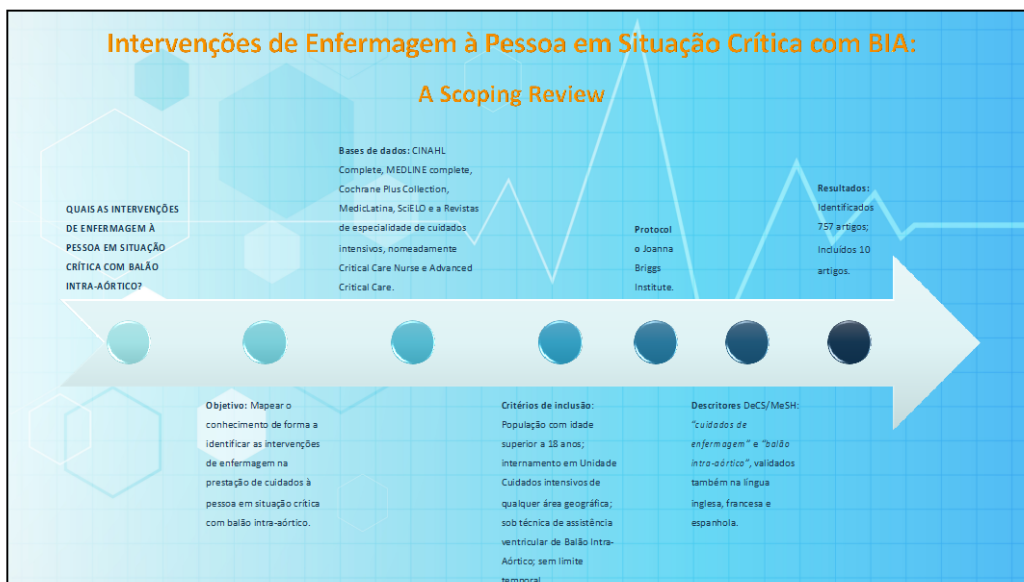 Intervenções de Enfermagem à Pessoa em Situação Crítica com BIA:
A Scoping Review
QUAIS AS INTERVENÇÕES
DE ENFERMAGEM À
PESSOA EM SITUAÇÃO
CRÍTICA COM BALÃO
INTRA-AÓRTICO?
Objetivo: Mapear o
conhecimento de forma a
identificar as intervenções
de enfermagem na
prestação de cuidados à
pessoa em situação crítica
com balão intra-aórtico.
Bases de dados: CINAHL
Complete, MEDLINE complete,
Cochrane Plus Collection,
MedicLatina, SciELO e a Revistas
de especialidade de cuidados
intensivos, nomeadamente
Critical Care Nurse e Advanced
Critical Care.
Critérios de inclusão:
População com idade
superior a 18 anos;
internamento em Unidade
Cuidados intensivos de
qualquer área geográfica;
sob técnica de assistência
ventricular de Balão Intra-
Aórtico; sem limite
temporal
Protocol
o Joanna
Briggs
Institute.
Descritores DeCS/MeSH:
"cuidados de
enfermagem" e "balão
intra-aórtico", validados
também na língua
inglesa, francesa e
espanhola.
Resultados:
Identificados
757 artigos;
Incluídos 10
artigos.